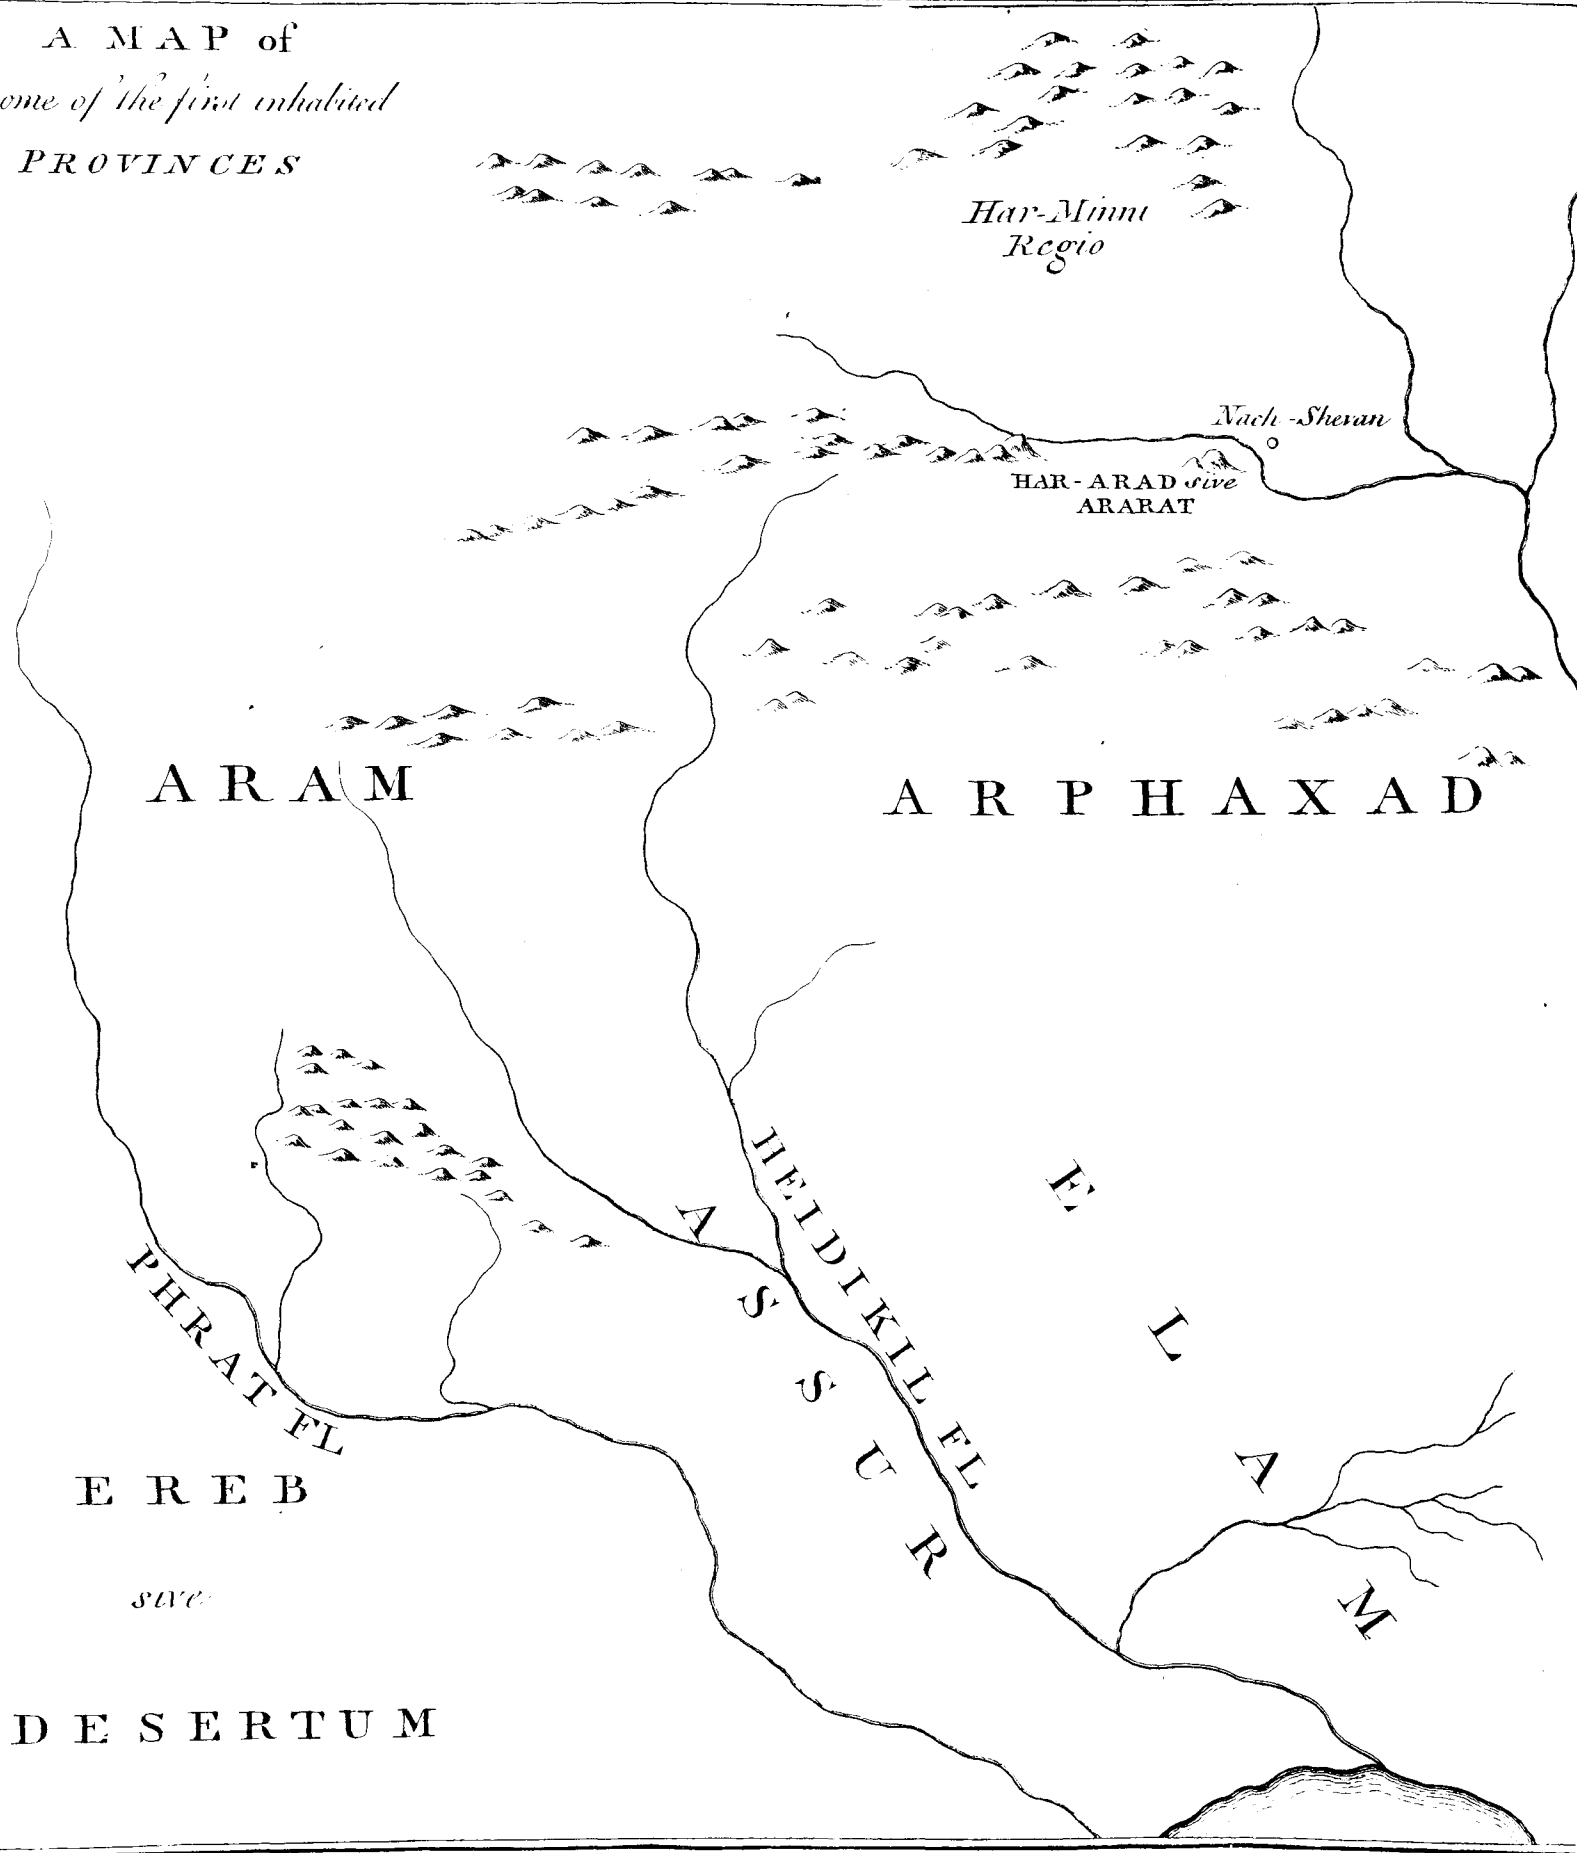 A MAP of
ome of the first inhabited
PROVINCES
Har-Minni
Regio
Nach-Shevan
HAR-ARAD sive
ARARAT
ARAM
ARPHAXAD
HEIDIKIL FL
ELAM
ASSUR
PHRAT FL
EREB
sive
DESERTUM